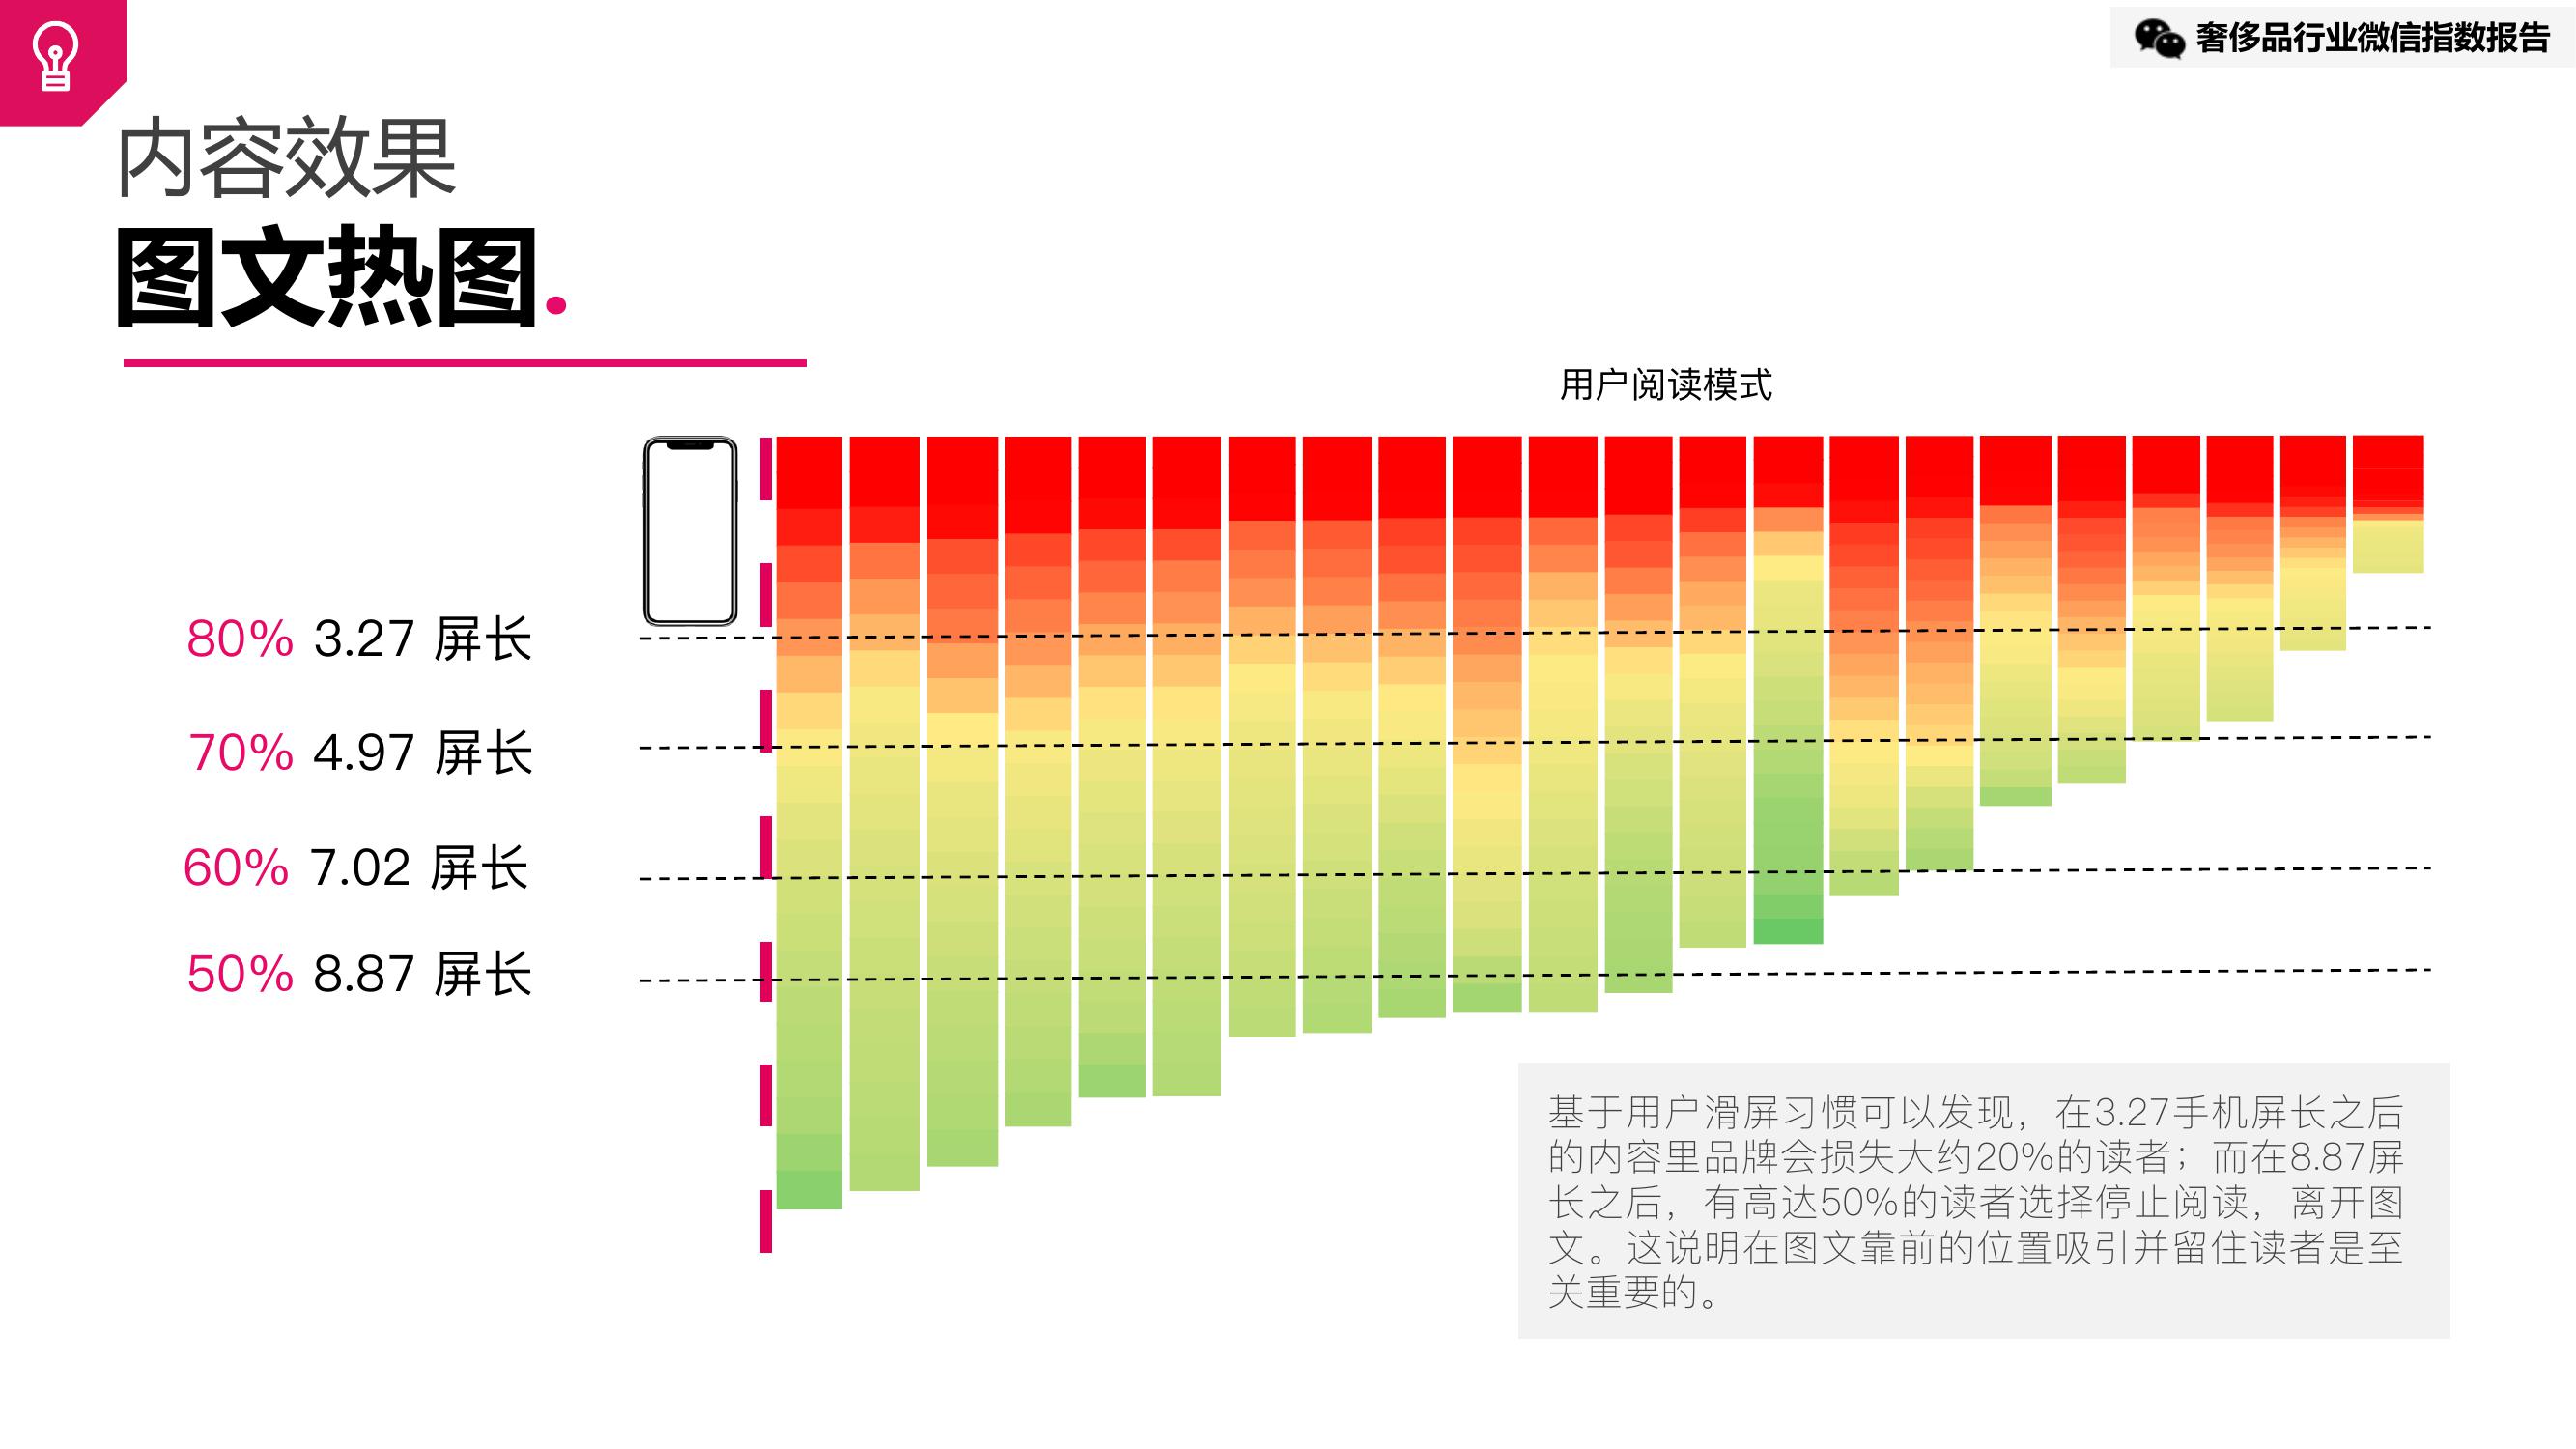 奢侈品行业微信指数报告
内容效果
图文热图.
用户阅读模式
80% 3.27 屏长
70% 4.97 屏长
60% 7.02 屏长
50% 8.87 屏长
基于用户滑屏习惯可以发现，在3.27手机屏长之后
的内容里品牌会损失大约20%的读者；而在8.87屏
长之后，有高达50%的读者选择停止阅读，离开图
文。这说明在图文靠前的位置吸引并留住读者是至
关重要的。